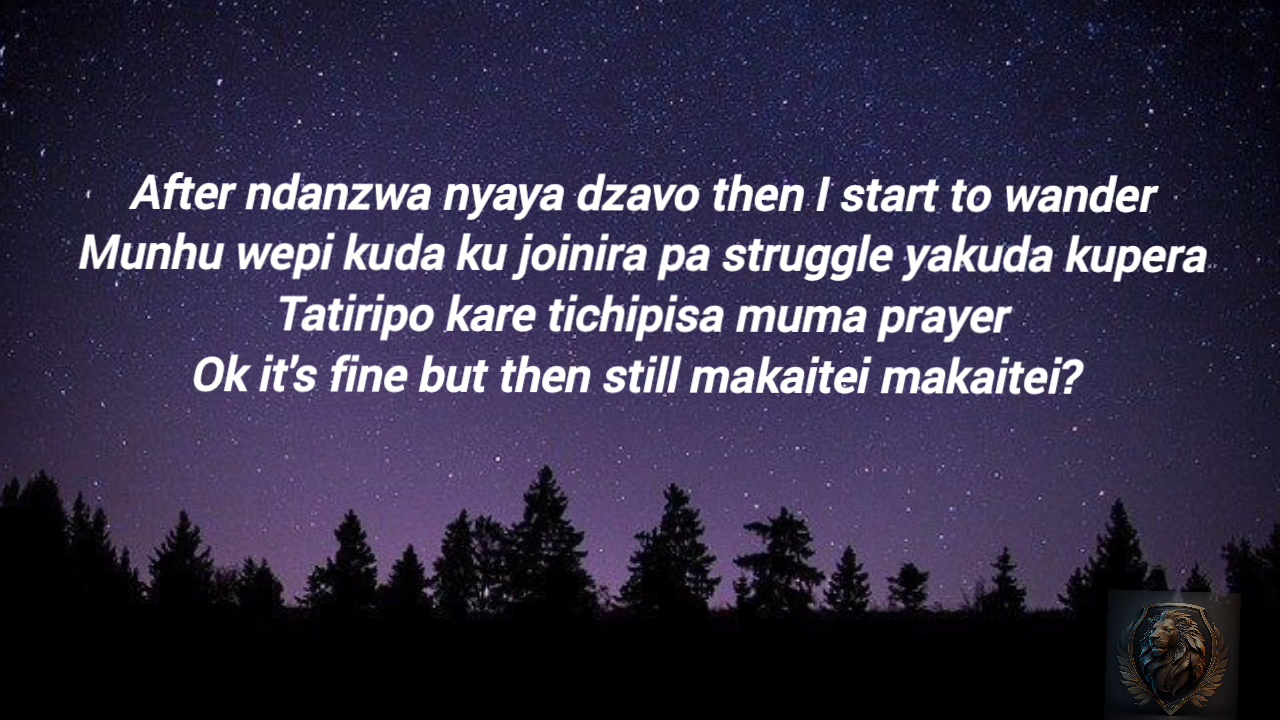 After ndanzwa nyaya dzavo then I start to wander
Munhu wepi kuda ku joinira pa struggle yakuda kupera
Tatiripo kare tichipisa muma prayer
Ok it's fine but then still makaitei makaitei?